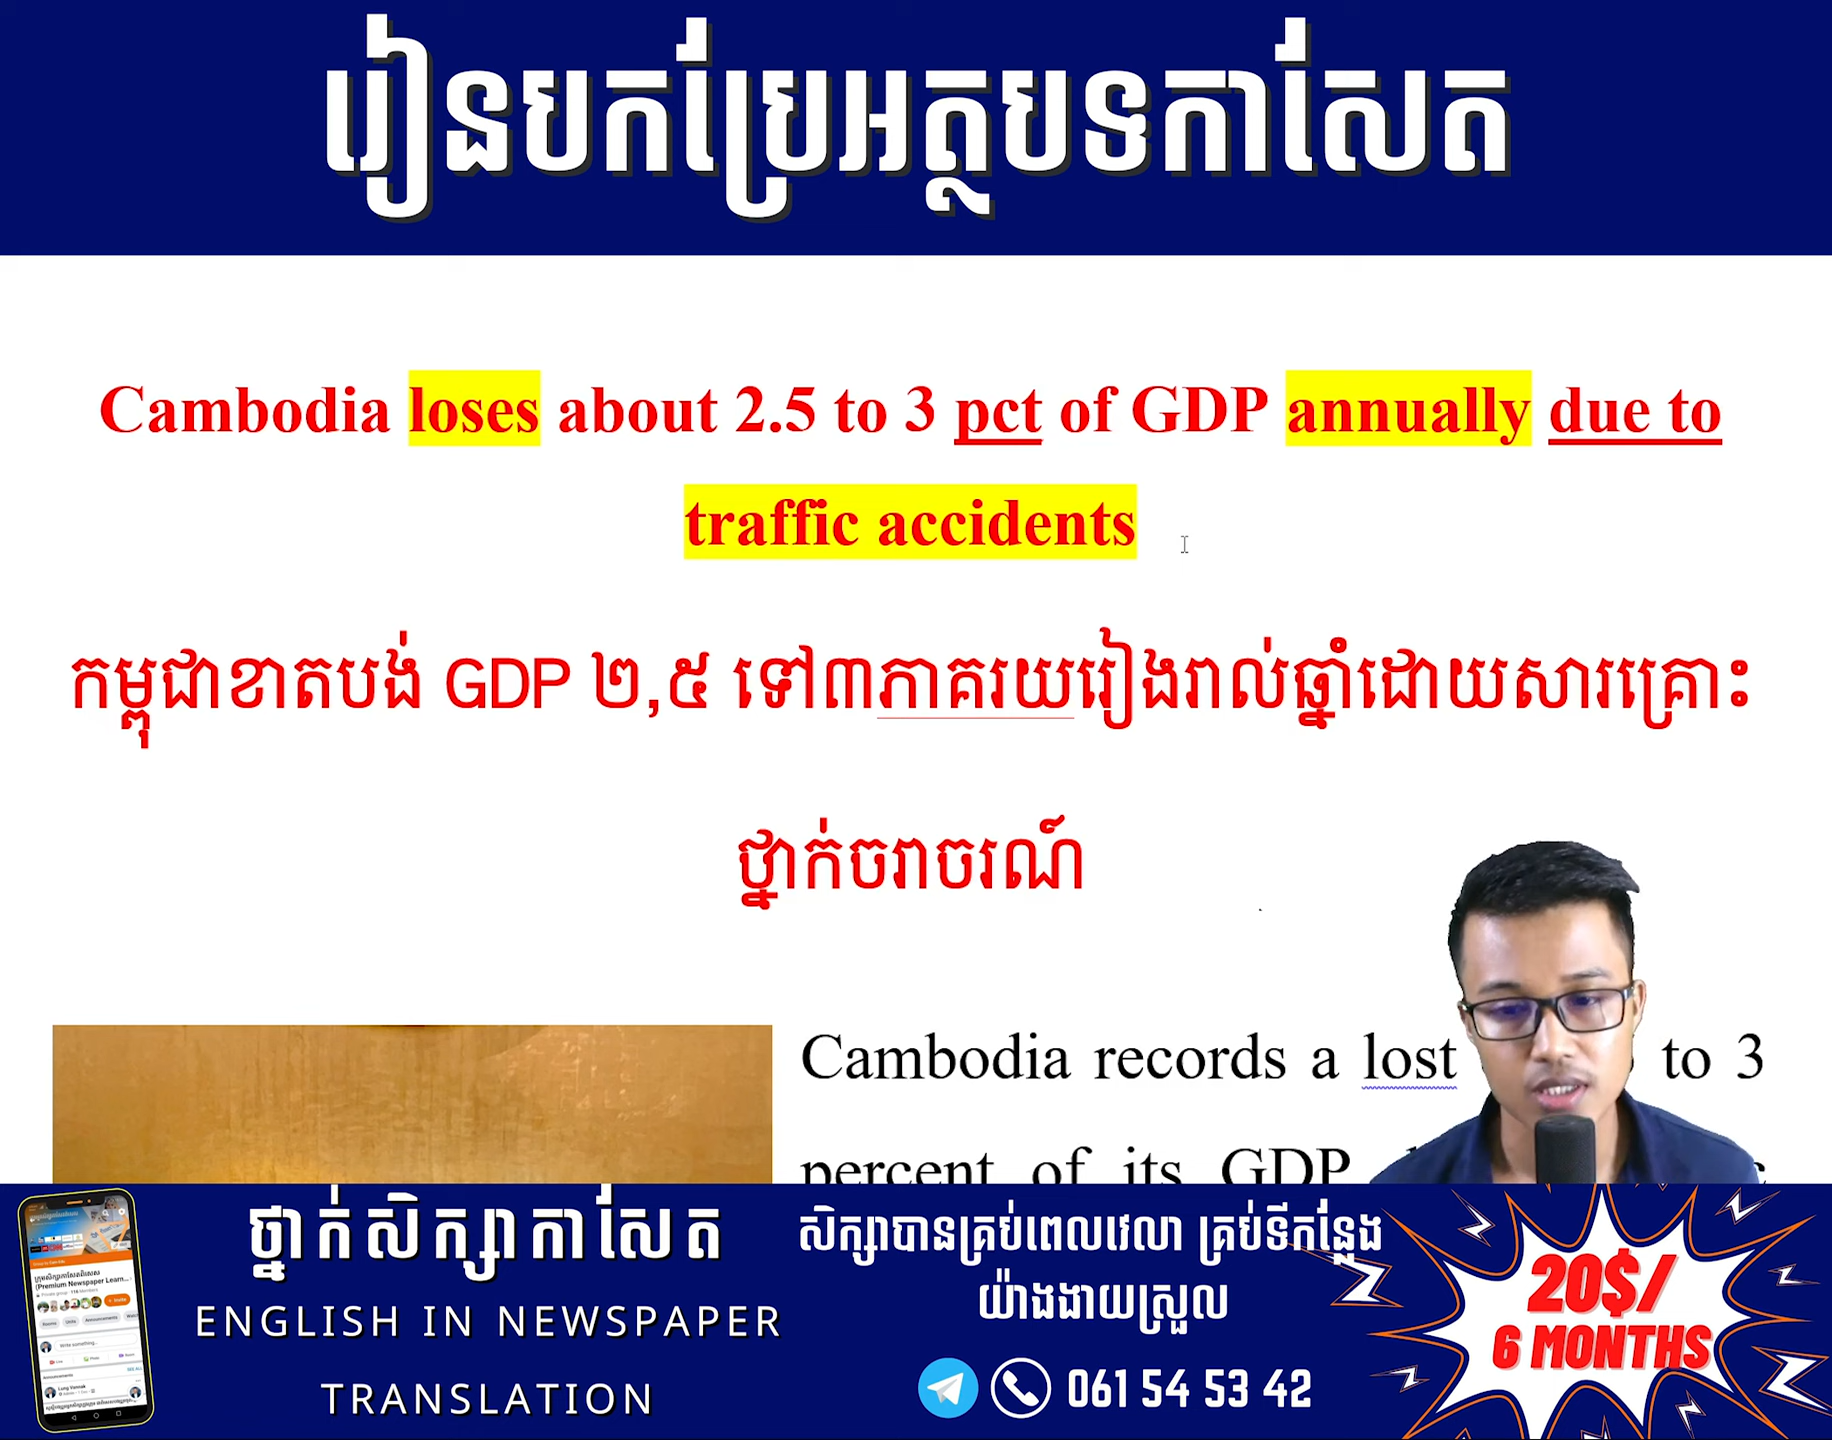 រៀនបកប្រែអត្ថបទកាសែត
Cambodia loses about 2.5 to 3 pct of GDP annually due to
traffic accidents
កម្ពុជាខាតបង់ GDP ២,៥ ទៅ៣ភាគរយរៀងរាល់ឆ្នាំដោយសារគ្រោះ
ថ្នាក់ចរាចរណ៍
Cambodia records a lost to 3
percent of its GDP
ថ្នាក់សិក្សាកាសែត
ENGLISH IN NEWSPAPER
TRANSLATION
សិក្សាបានគ្រប់ពេលវេលា គ្រប់ទីកន្លែង
យ៉ាងងាយស្រួល
061 54 53 42
20$/
6 MONTHS